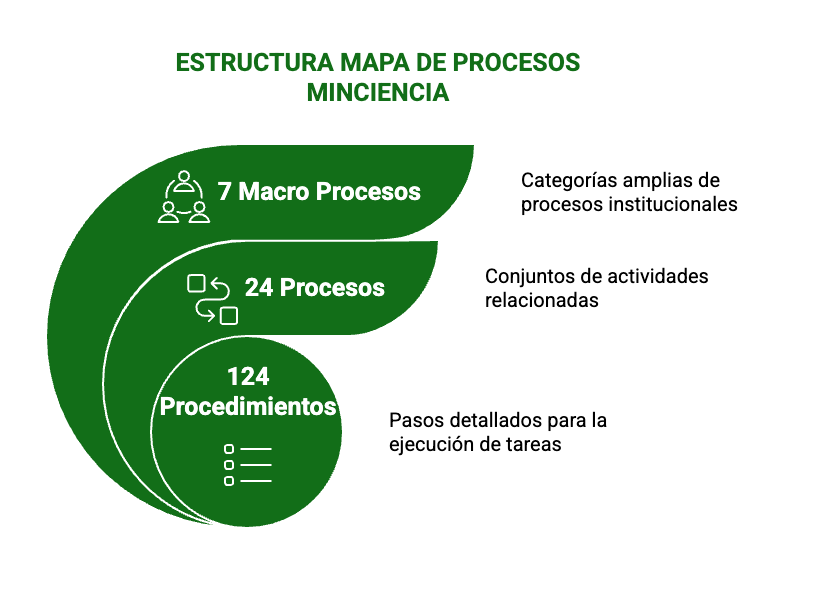 ESTRUCTURA MAPA DE PROCESOS
MINCIENCIA
7 Macro Procesos
Categorías amplias de
procesos institucionales
24 Procesos
Conjuntos de actividades
relacionadas
124
Procedimientos
Pasos detallados para la
ejecución de tareas